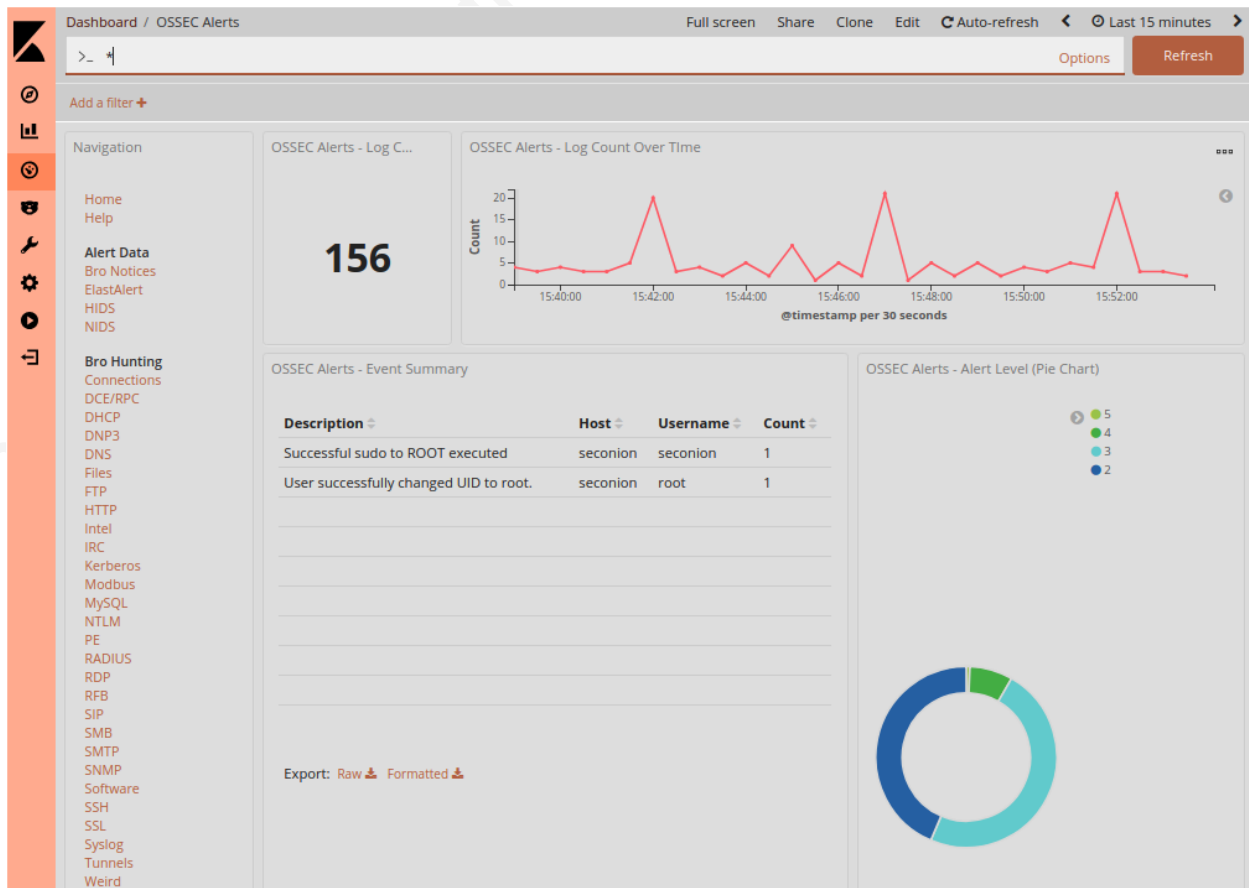 Dashboard / OSSEC Alerts
Full screen Share Clone Edit Auto-refresh Last 15 minutes
>_ *
Options
Refresh
Add a filter +
Navigation
Home
Help
Alert Data
Bro Notices
ElastAlert
HIDS
NIDS
Bro Hunting
Connections
DCE/RPC
DHCP
DNP3
DNS
Files
FTP
HTTP
Intel
IRC
Kerberos
Modbus
MySQL
NTLM
PE
RADIUS
RDP
RFB
SIP
SMB
SMTP
SNMP
Software
SSH
SSL
Syslog
Tunnels
Weird
OSSEC Alerts - Log C...
156
OSSEC Alerts - Log Count Over TIme
Count
20
15
10
5
0
15:40:00 15:42:00 15:44:00 15:46:00 15:48:00 15:50:00 15:52:00
@timestamp per 30 seconds
OSSEC Alerts - Event Summary
Description Host Username Count
Successful sudo to ROOT executed seconion seconion 1
User successfully changed UID to root. seconion root 1
Export: Raw Formatted
OSSEC Alerts - Alert Level (Pie Chart)
5
4
3
2